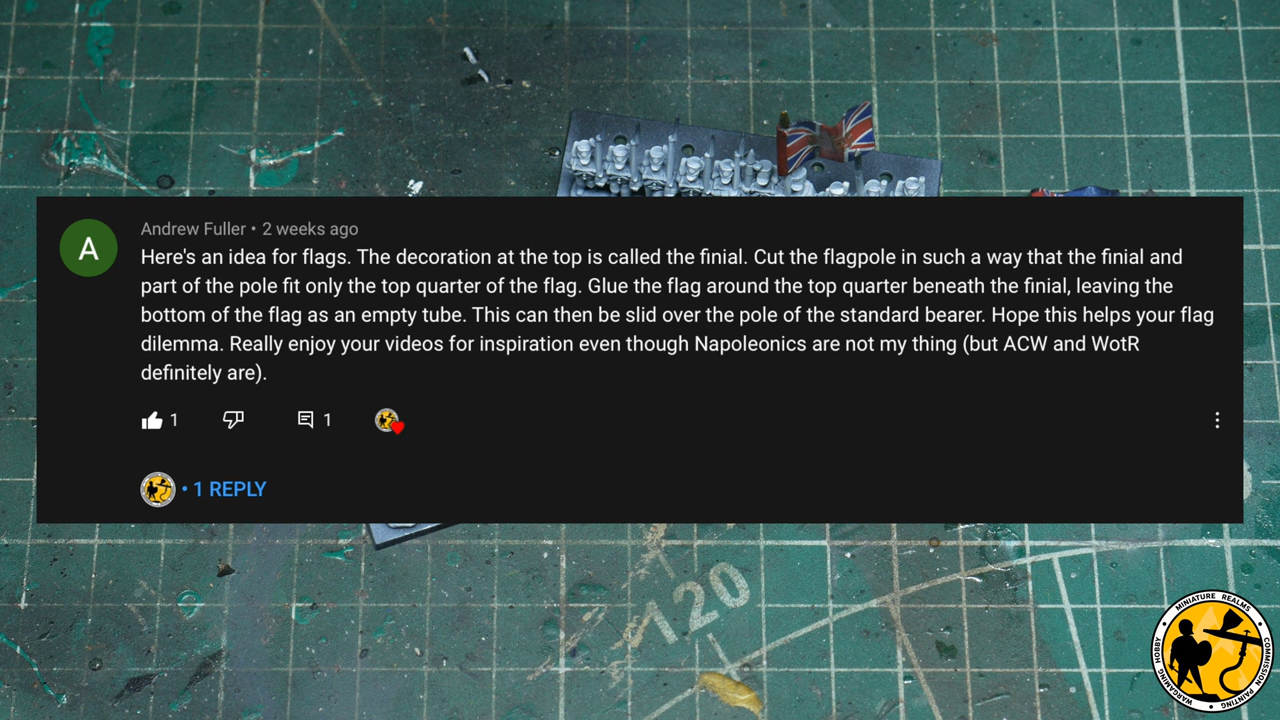 Andrew Fuller • 2 weeks ago
Here's an idea for flags. The decoration at the top is called the finial. Cut the flagpole in such a way that the finial and
part of the pole fit only the top quarter of the flag. Glue the flag around the top quarter beneath the finial, leaving the
bottom of the flag as an empty tube. This can then be slid over the pole of the standard bearer. Hope this helps your flag
dilemma. Really enjoy your videos for inspiration even though Napoleonics are not my thing (but ACW and WotR
definitely are).
1
1
A
• 1 REPLY
120
MINIATURE REALMS
COMMISSION PAINTING
WARGAMING HOBBY